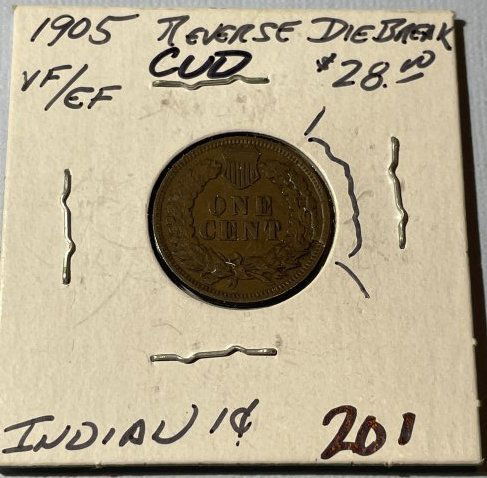 1905 REVERSE DIE BREAK
VF/EF CUD $28.00
ONE
CENT
INDIAN 1¢ 201